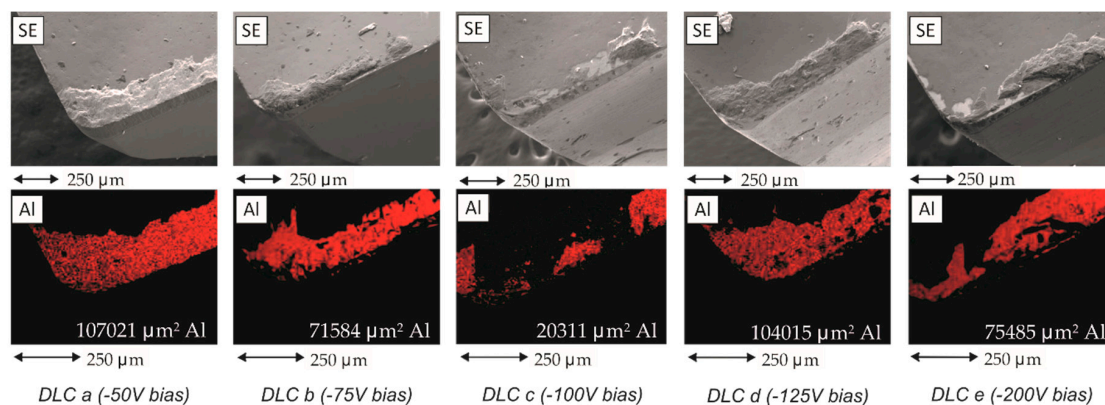 SE
SE
SE
SE
SE
250 µm
250 µm
250 µm
250 µm
250 µm
Al
Al
Al
Al
Al
107021 µm² Al
71584 µm² Al
20311 µm² Al
104015 µm² Al
75485 µm² Al
250 µm
250 µm
250 µm
250 µm
250 µm
DLC a (-50V bias)
DLC b (-75V bias)
DLC c (-100V bias)
DLC d (-125V bias)
DLC e (-200V bias)